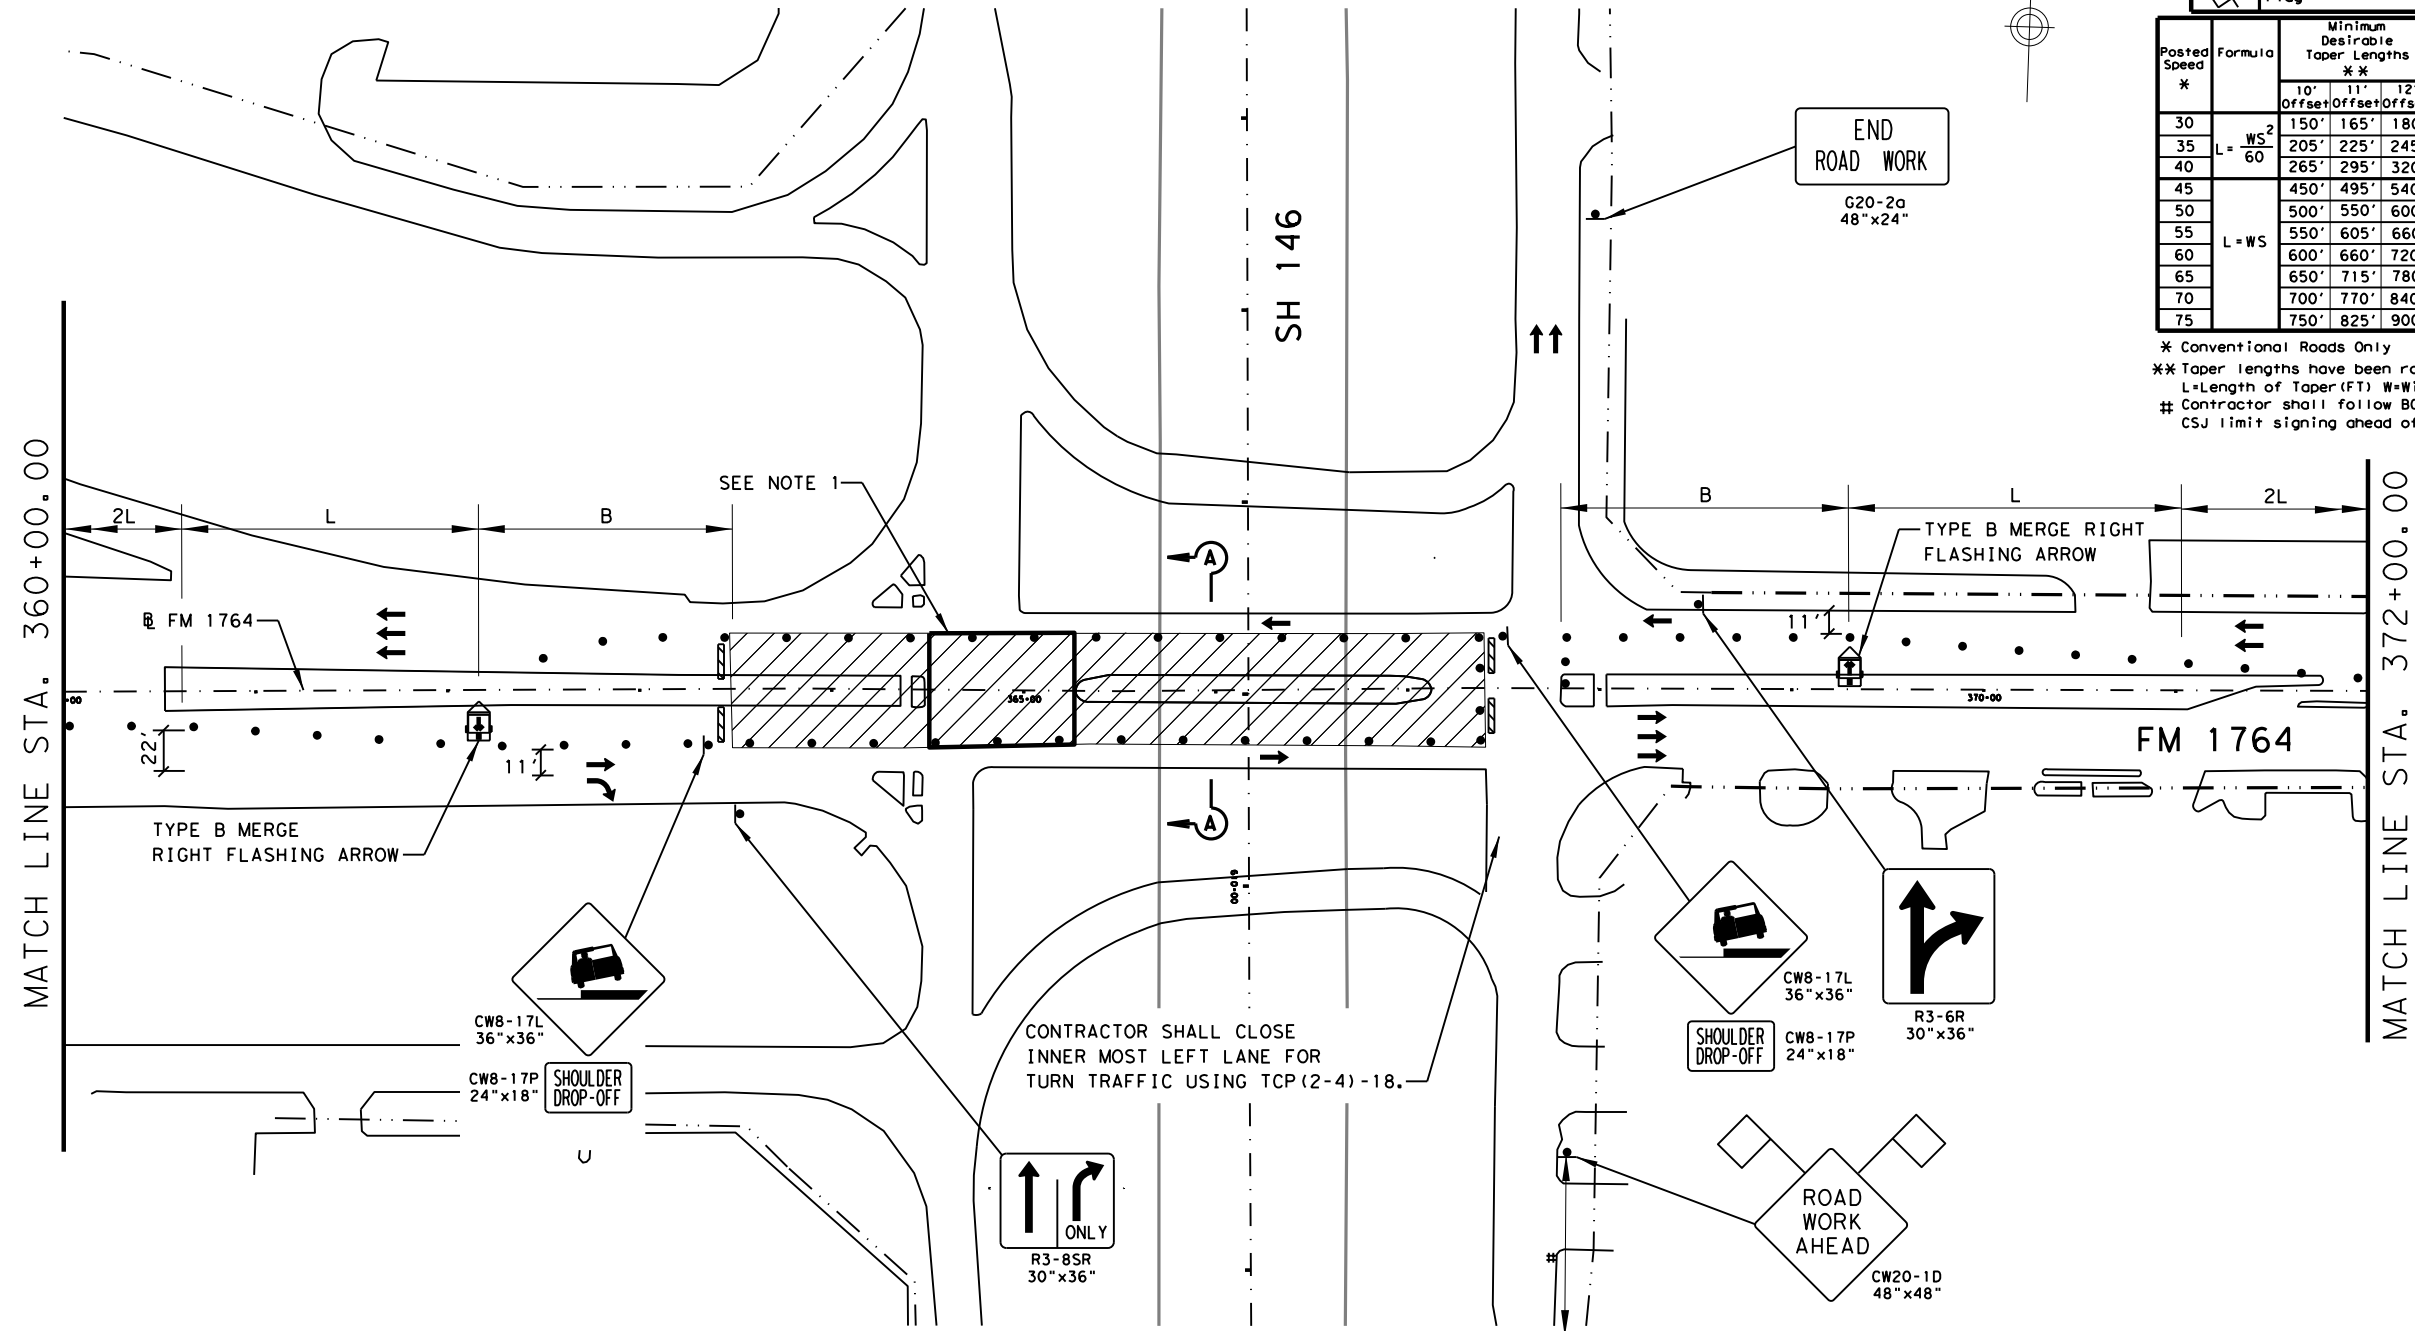 Minimum
Desirable
Taper Lengths
**
Posted
Speed
*
Formula
10' Offset
11' Offset
30 150' 165'
35 205' 225'
40 265' 295'
L= WS² / 60
45 450' 495'
50 500' 550'
55 550' 605'
60 600' 660'
65 650' 715'
70 700' 770'
75 750' 825'
L=WS
* Conventional Roads Only
** Taper lengths have been
L=Length of Taper(FT)
# Contractor shall follow
CSJ limit signing ahead
END
ROAD WORK
G20-2a
48"x24"
SH 146
SEE NOTE 1
2L
L
B
B
L
2L
TYPE B MERGE RIGHT
FLASHING ARROW
MATCH LINE STA. 360+00.00
MATCH LINE STA. 372+00.00
℄ FM 1764
A
11'
365+00
370+00
FM 1764
22'
11'
A
TYPE B MERGE
RIGHT FLASHING ARROW
CW8-17L
36"x36"
CW8-17P
24"x18"
SHOULDER
DROP-OFF
CONTRACTOR SHALL CLOSE
INNER MOST LEFT LANE FOR
TURN TRAFFIC USING TCP(2-4)-18.
CW8-17L
36"x36"
SHOULDER
DROP-OFF
CW8-17P
24"x18"
R3-6R
30"x36"
ONLY
R3-8SR
30"x36"
ROAD
WORK
AHEAD
CW20-1D
48"x48"
#